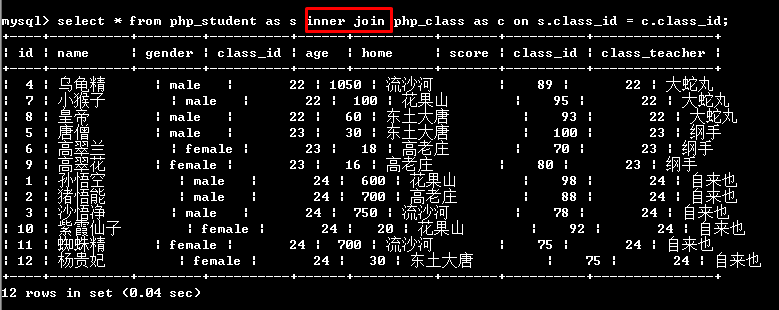 mysql> select * from php_student as s inner join php_class as c on s.class_id = c.class_id;
+----+----------+--------+----------+------+----------+-------+----------+---------------+
| id | name | gender | class_id | age | home | score | class_id | class_teacher |
+----+----------+--------+----------+------+----------+-------+----------+---------------+
| 4 | 乌龟精 | male | 22 | 1050 | 流沙河 | 89 | 22 | 大蛇丸
| 7 | 小猴子 | male | 22 | 100 | 花果山 | 95 | 22 | 大蛇丸
| 8 | 皇帝 | male | 22 | 60 | 东土大唐 | 93 | 22 | 大蛇丸
| 5 | 唐僧 | male | 23 | 30 | 东土大唐 | 100 | 23 | 纲手
| 6 | 高翠兰 | female | 23 | 18 | 高老庄 | 70 | 23 | 纲手
| 9 | 高翠花 | female | 23 | 16 | 高老庄 | 80 | 23 | 纲手
| 1 | 孙悟空 | male | 24 | 600 | 花果山 | 98 | 24 | 自来也
| 2 | 猪悟能 | male | 24 | 700 | 高老庄 | 88 | 24 | 自来也
| 3 | 沙悟净 | male | 24 | 750 | 流沙河 | 78 | 24 | 自来也
| 10 | 紫霞仙子 | female | 24 | 20 | 花果山 | 92 | 24 | 自来也
| 11 | 蜘蛛精 | female | 24 | 700 | 流沙河 | 75 | 24 | 自来也
| 12 | 杨贵妃 | female | 24 | 30 | 东土大唐 | 75 | 24 | 自来也
+----+----------+--------+----------+------+----------+-------+----------+---------------+
12 rows in set (0.04 sec)